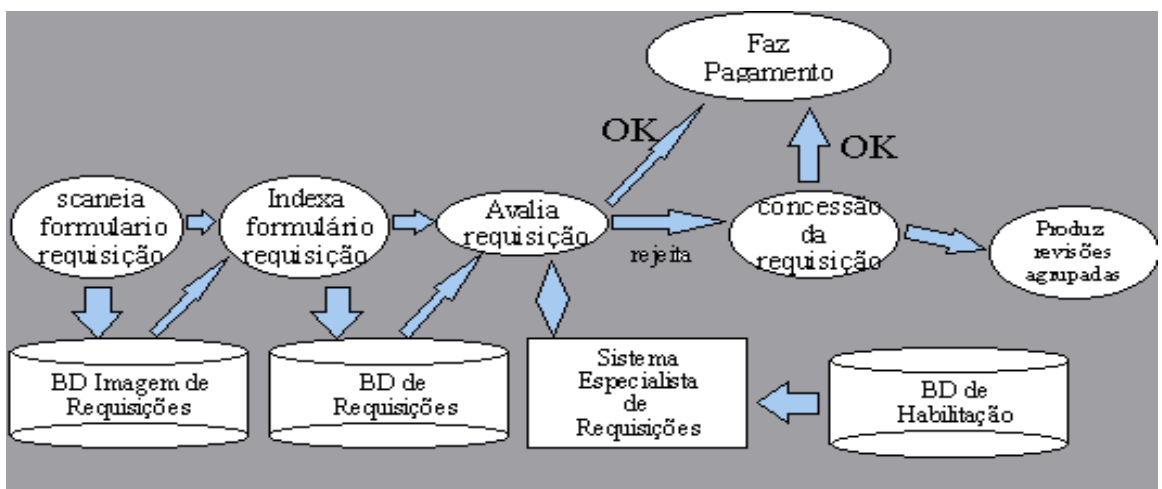 Faz
Pagamento
OK
OK
scaneia
formulario
requisição
Indexa
formulário
requisição
Avalia
requisição
rejeita
concessão
da
requisição
Produz
revisões
agrupadas
BD Imagem de
Requisições
BD de
Requisições
Sistema
Especialista
de
Requisições
BD de
Habilitação